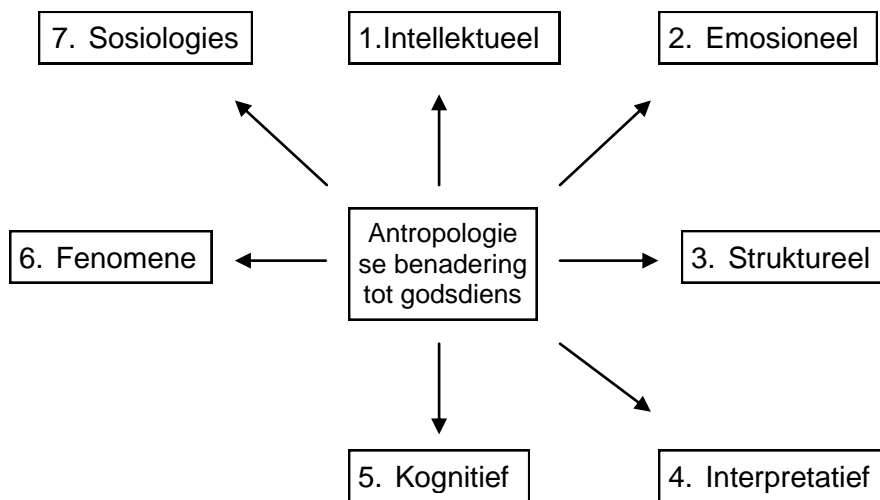 7. Sosiologies
1.Intellektueel
2. Emosioneel
6. Fenomene
Antropologie
se benadering
tot godsdiens
3. Struktureel
5. Kognitief
4. Interpretatief